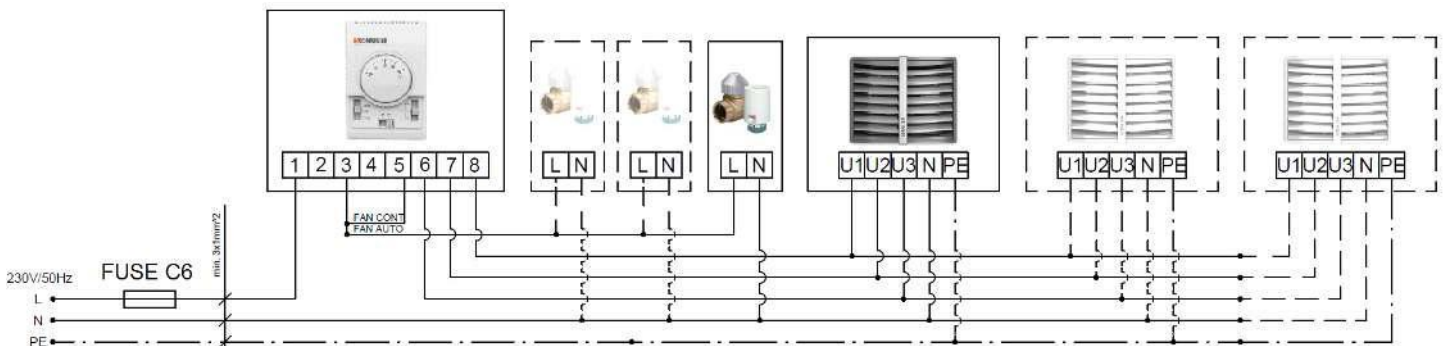 1 2 3 4 5 6 7 8
L N
L N
L N
U1 U2 U3 N PE
U1 U2 U3 N PE
U1 U2 U3 N PE
FAN CONT
FAN AUTO
min. 3x1mm^2
230V/50Hz
FUSE C6
L
N
PE